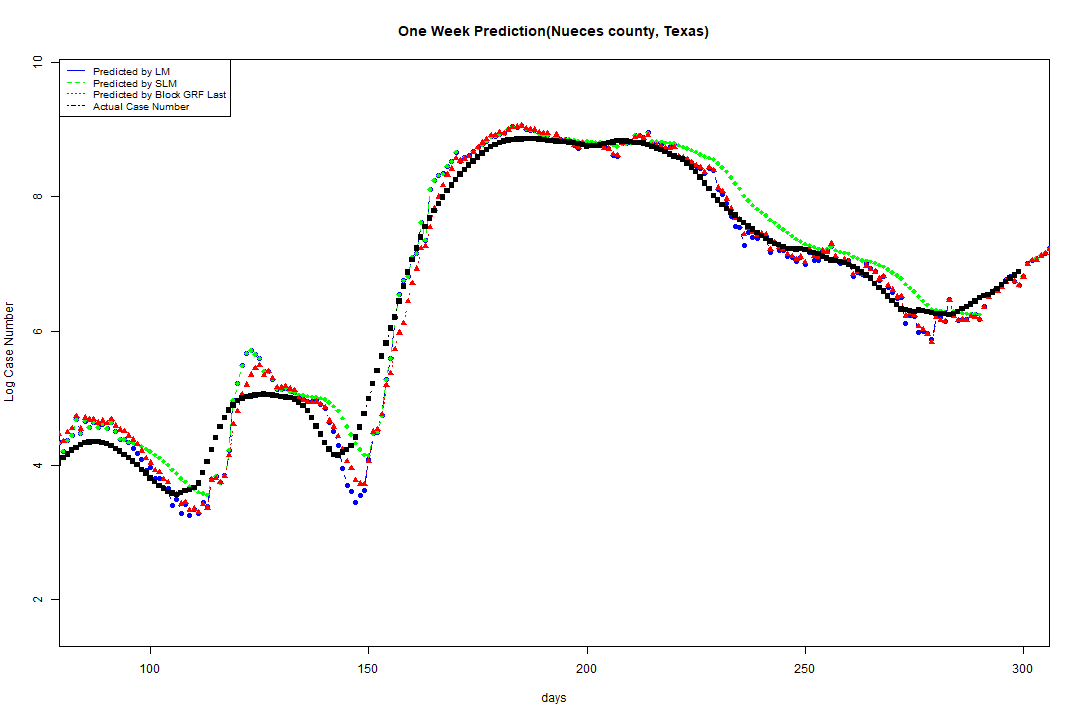 One Week Prediction(Nueces county, Texas)
10
8
6
4
2
Log Case Number
Predicted by LM
Predicted by SLM
Predicted by Block GRF Last
Actual Case Number
100
150
200
250
300
days